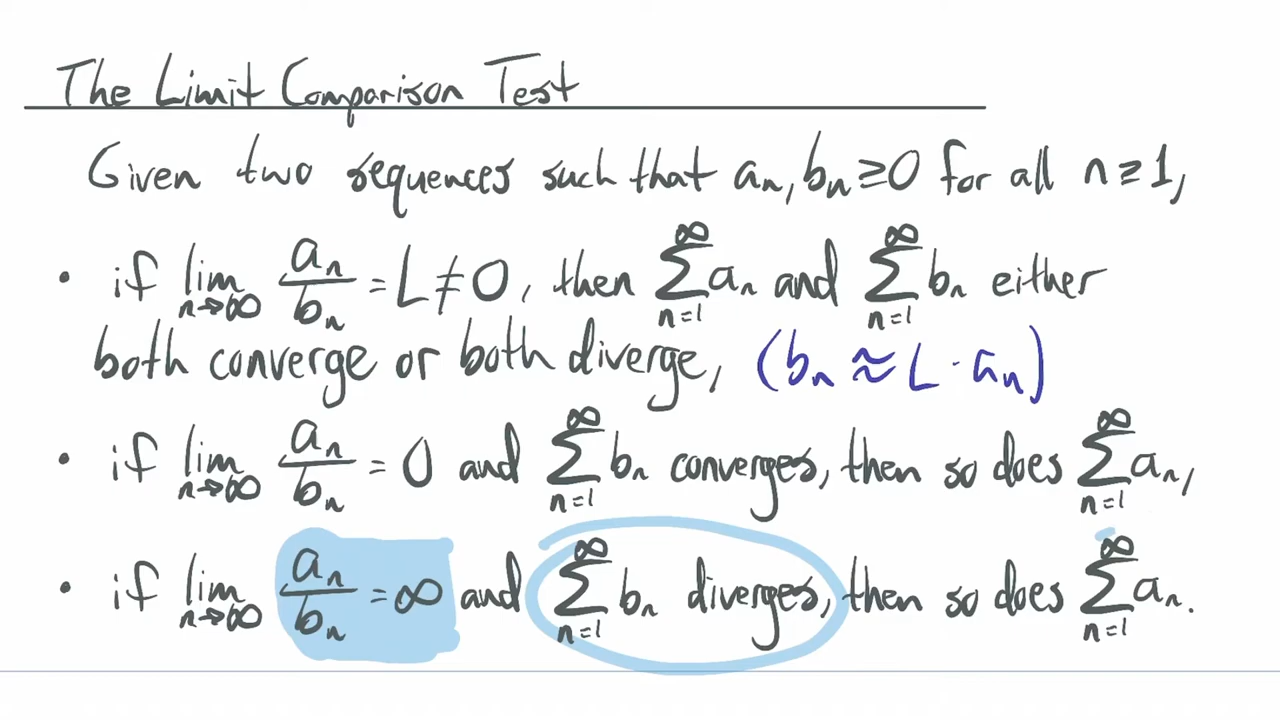 The Limit Comparison Test
Given two sequences such that aₙ, bₙ ≥ 0 for all n ≥ 1,
• if lim_{n→∞} aₙ/bₙ = L ≠ 0, then ∑_{n=1}^{∞} aₙ and ∑_{n=1}^{∞} bₙ either
both converge or both diverge, (bₙ ≈ L · aₙ)
• if lim_{n→∞} aₙ/bₙ = 0 and ∑_{n=1}^{∞} bₙ converges, then so does ∑_{n=1}^{∞} aₙ,
• if lim_{n→∞} aₙ/bₙ = ∞ and ∑_{n=1}^{∞} bₙ diverges, then so does ∑_{n=1}^{∞} aₙ.